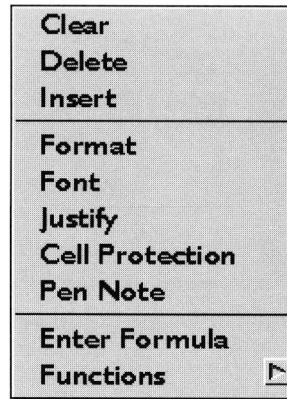 Clear
Delete
Insert
Format
Font
Justify
Cell Protection
Pen Note
Enter Formula
Functions